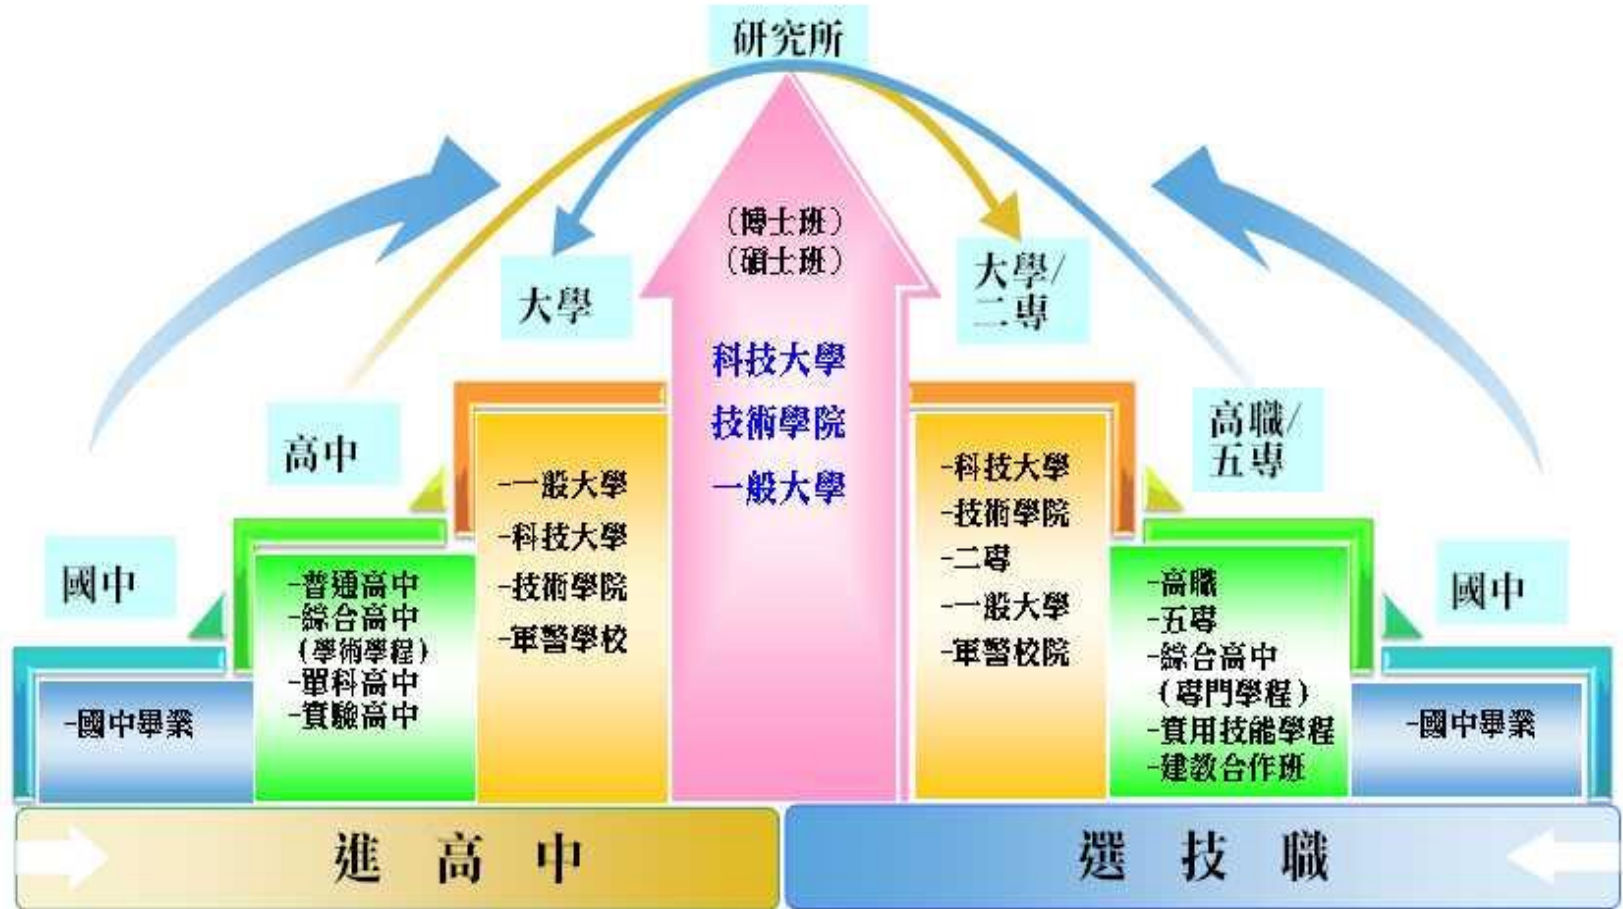 研究所
(博士班)
(碩士班)
科技大學
技術學院
一般大學
大學
大學/
二專
高中
高職/
五專
國中
國中
-國中畢業
-普通高中
-綜合高中
(學術學程)
-單科高中
-實驗高中
-一般大學
-科技大學
-技術學院
-軍警學校
-科技大學
-技術學院
-二專
-一般大學
-軍警校院
-高職
-五專
-綜合高中
(專門學程)
-實用技能學程
-建教合作班
-國中畢業
進高中
選技職